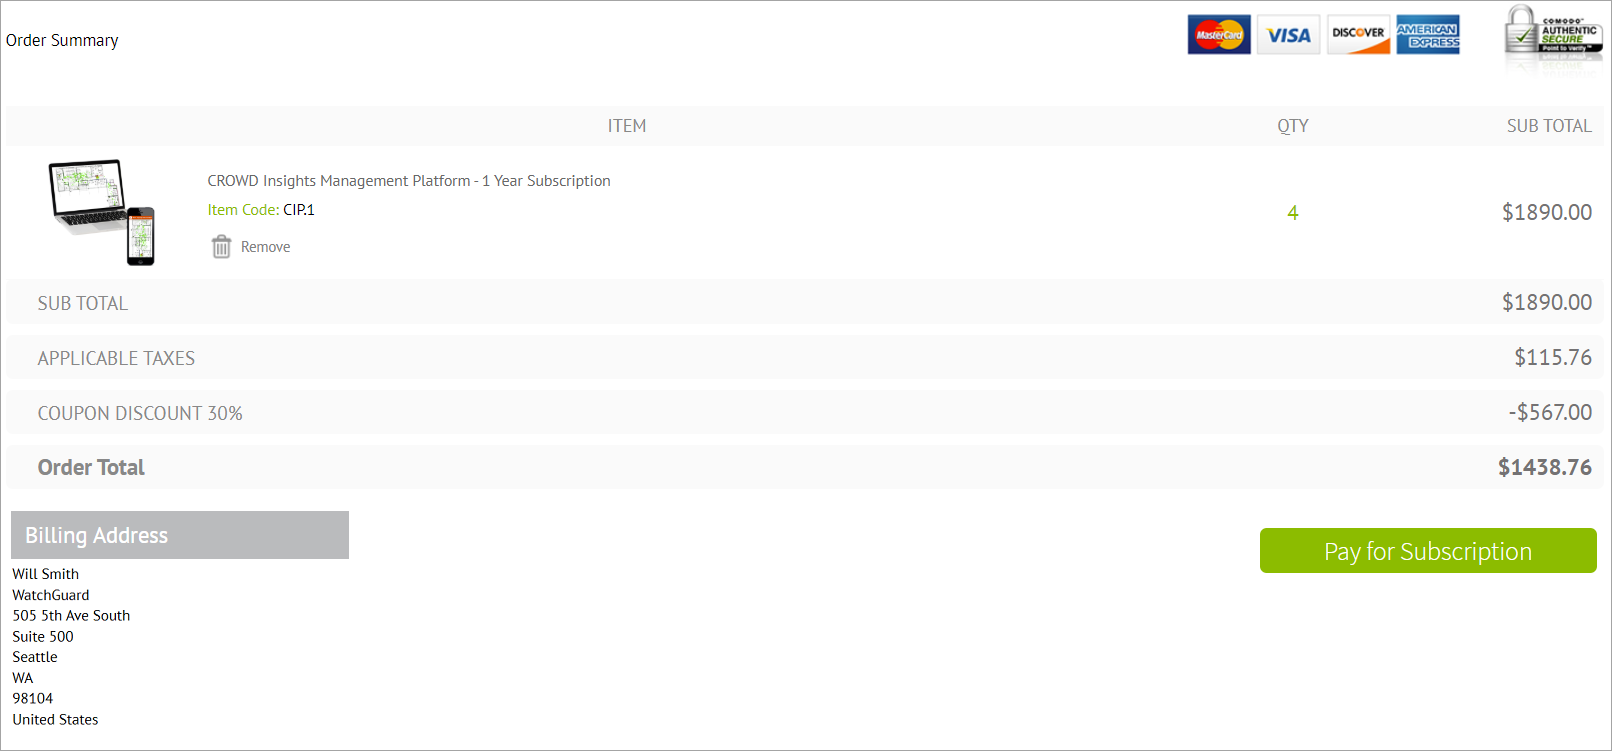 Order Summary
MasterCard VISA DISCOVER AMERICAN EXPRESS
COMODO
AUTHENTIC
SECURE
Point to Verify™
ITEM QTY SUB TOTAL
CROWD Insights Management Platform - 1 Year Subscription
Item Code: CIP.1
4 $1890.00
Remove
SUB TOTAL $1890.00
APPLICABLE TAXES $115.76
COUPON DISCOUNT 30% -$567.00
Order Total $1438.76
Billing Address
Pay for Subscription
Will Smith
WatchGuard
505 5th Ave South
Suite 500
Seattle
WA
98104
United States